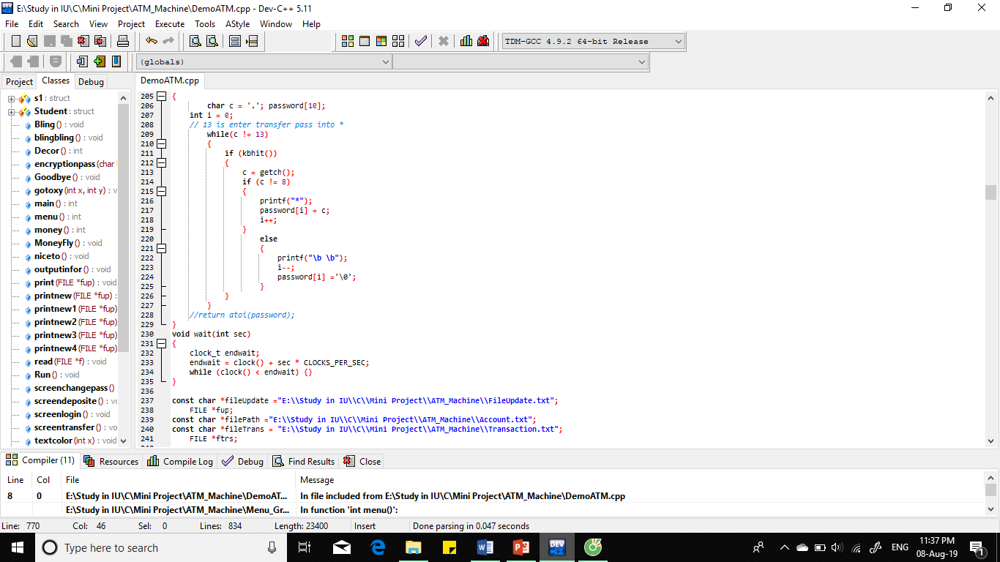 E:\Study in IU\C\Mini Project\ATM_Machine\DemoATM.cpp - Dev-C++ 5.11
File Edit Search View Project Execute Tools AStyle Window Help
TDM-GCC 4.9.2 64-bit Release
(globals)
Project Classes Debug
DemoATM.cpp
s1 : struct
Student : struct
Bling () : void
blingbling () : void
Decor () : int
encryptionpass (char
Goodbye () : void
gotoxy (int x, int y) : v
main () : int
menu () : int
money () : int
MoneyFly () : void
niceto () : void
outputinfor () : void
print (FILE *fup) : void
printnew (FILE *fup) :
printnew1 (FILE *fup)
printnew2 (FILE *fup)
printnew3 (FILE *fup)
printnew4 (FILE *fup)
read (FILE *f) : void
Run () : void
screenchangepass ()
screendeposite () : vo
screenlogin () : void
screentransfer () : vo
textcolor (int x) : void
205 {
206 char c = '.'; password[10];
207 int i = 0;
208 // 13 is enter transfer pass into *
209 while(c != 13)
210 {
211 if (kbhit())
212 {
213 c = getch();
214 if (c != 8)
215 {
216 printf("*");
217 password[i] = c;
218 i++;
219 }
220 else
221 {
222 printf("\b \b");
223 i--;
224 password[i] ='\0';
225 }
226 }
227 }
228 //return atoi(password);
229 }
230 void wait(int sec)
231 {
232 clock_t endwait;
233 endwait = clock() + sec * CLOCKS_PER_SEC;
234 while (clock() < endwait) {}
235 }
236
237 const char *fileUpdate ="E:\\Study in IU\\C\\Mini Project\\ATM_Machine\\FileUpdate.txt";
238 FILE *fup;
239 const char *filePath ="E:\\Study in IU\\C\\Mini Project\\ATM_Machine\\Account.txt";
240 const char *fileTrans = "E:\\Study in IU\\C\\Mini Project\\ATM_Machine\\Transaction.txt";
241 FILE *ftrs;
Compiler (11) Resources Compile Log Debug Find Results Close
Line Col File Message
8 0 E:\Study in IU\C\Mini Project\ATM_Machine\DemoAT... In file included from E:\Study in IU\C\Mini Project\ATM_Machine\DemoATM.cpp
E:\Study in IU\C\Mini Project\ATM_Machine\Menu_Gr... In function 'int menu()':
Line: 770 Col: 46 Sel: 0 Lines: 834 Length: 23400 Insert Done parsing in 0.047 seconds
Type here to search
DEV
ENG
11:37 PM
08-Aug-19
1